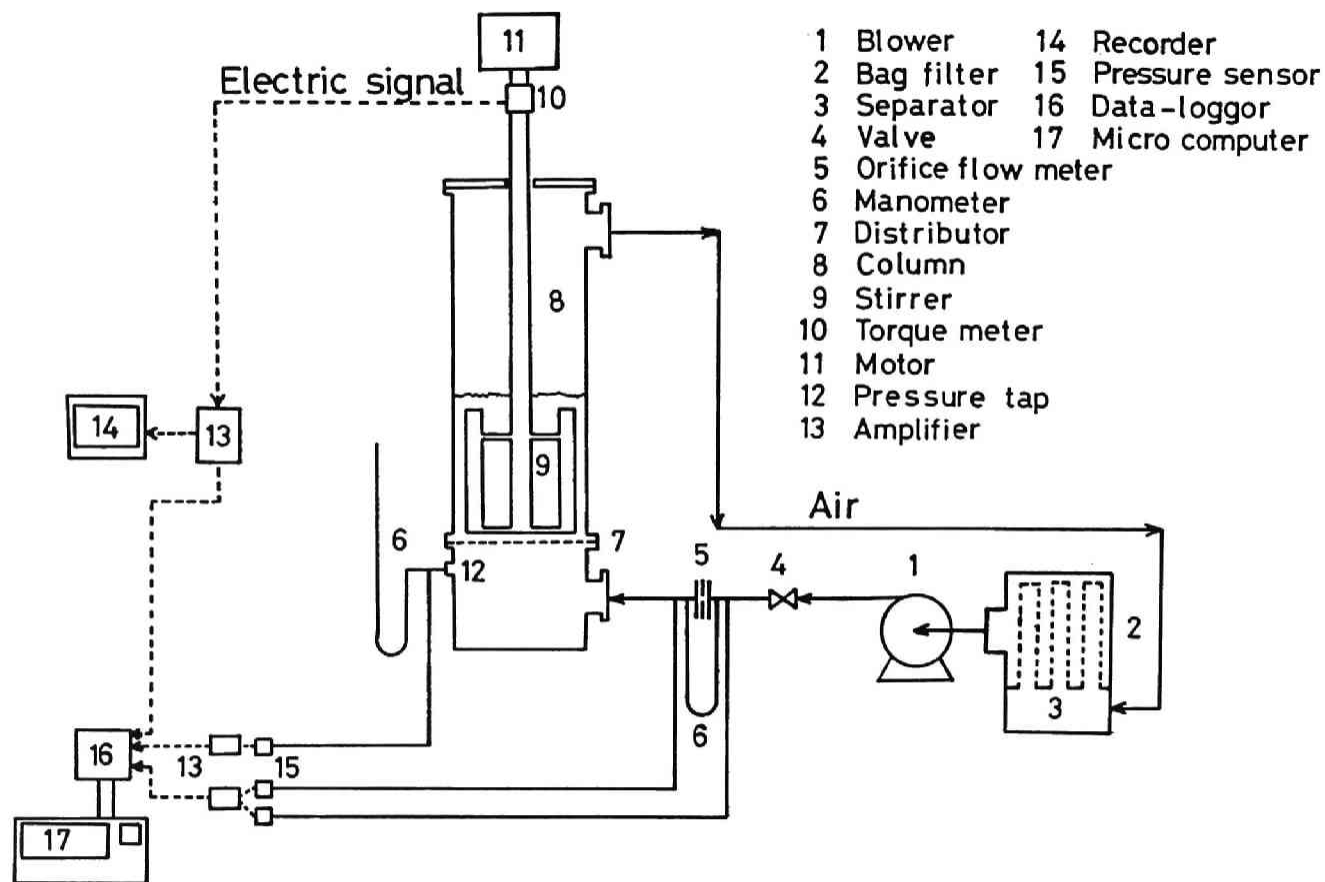 11
Electric signal
10
8
14
13
9
6
7
12
5
4
1
Air
2
3
6
16
13
15
17
1 Blower
2 Bag filter
3 Separator
4 Valve
5 Orifice flow meter
6 Manometer
7 Distributor
8 Column
9 Stirrer
10 Torque meter
11 Motor
12 Pressure tap
13 Amplifier
14 Recorder
15 Pressure sensor
16 Data-loggor
17 Micro computer